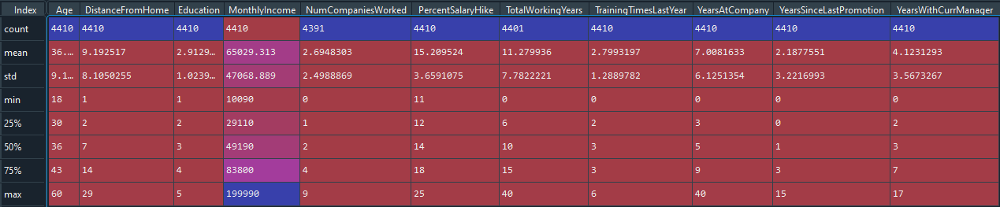 Index Age DistanceFromHome Education MonthlyIncome NumCompaniesWorked PercentSalaryHike TotalWorkingYears TrainingTimesLastYear YearsAtCompany YearsSinceLastPromotion YearsWithCurrManager
count 4410 4410 4410 4410 4391 4410 4401 4410 4410 4410 4410
mean 36.… 9.192517 2.9129… 65029.313 2.6948303 15.209524 11.279936 2.7993197 7.0081633 2.1877551 4.1231293
std 9.1… 8.1050255 1.0239… 47068.889 2.4988869 3.6591075 7.7822221 1.2889782 6.1251354 3.2216993 3.5673267
min 18 1 1 10090 0 11 0 0 0 0 0
25% 30 2 2 29110 1 12 6 2 3 0 2
50% 36 7 3 49190 2 14 10 3 5 1 3
75% 43 14 4 83800 4 18 15 3 9 3 7
max 60 29 5 199990 9 25 40 6 40 15 17